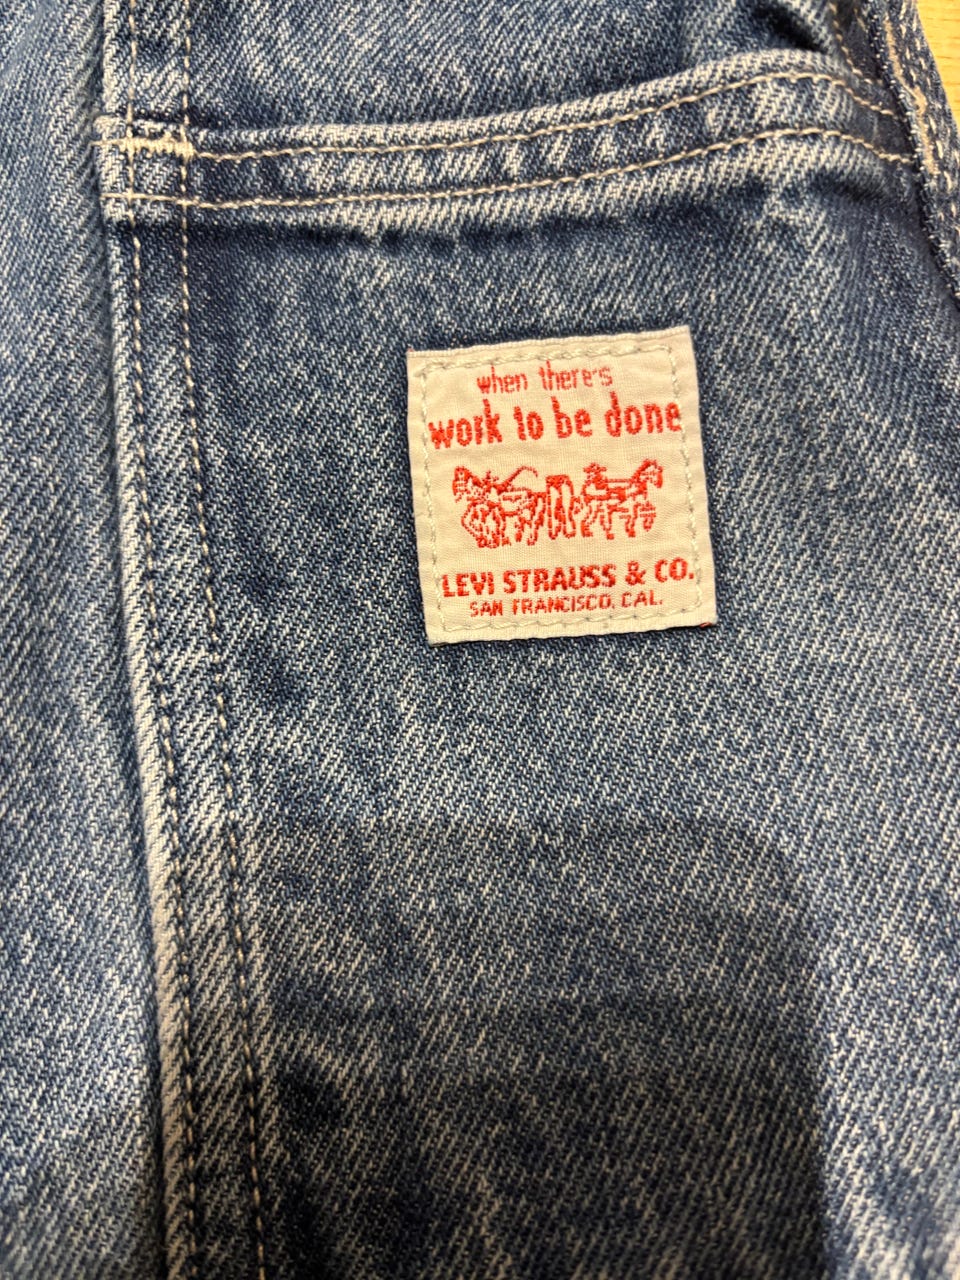 when there's
work to be done
LEVI STRAUSS & CO.
SAN FRANCISCO, CAL.